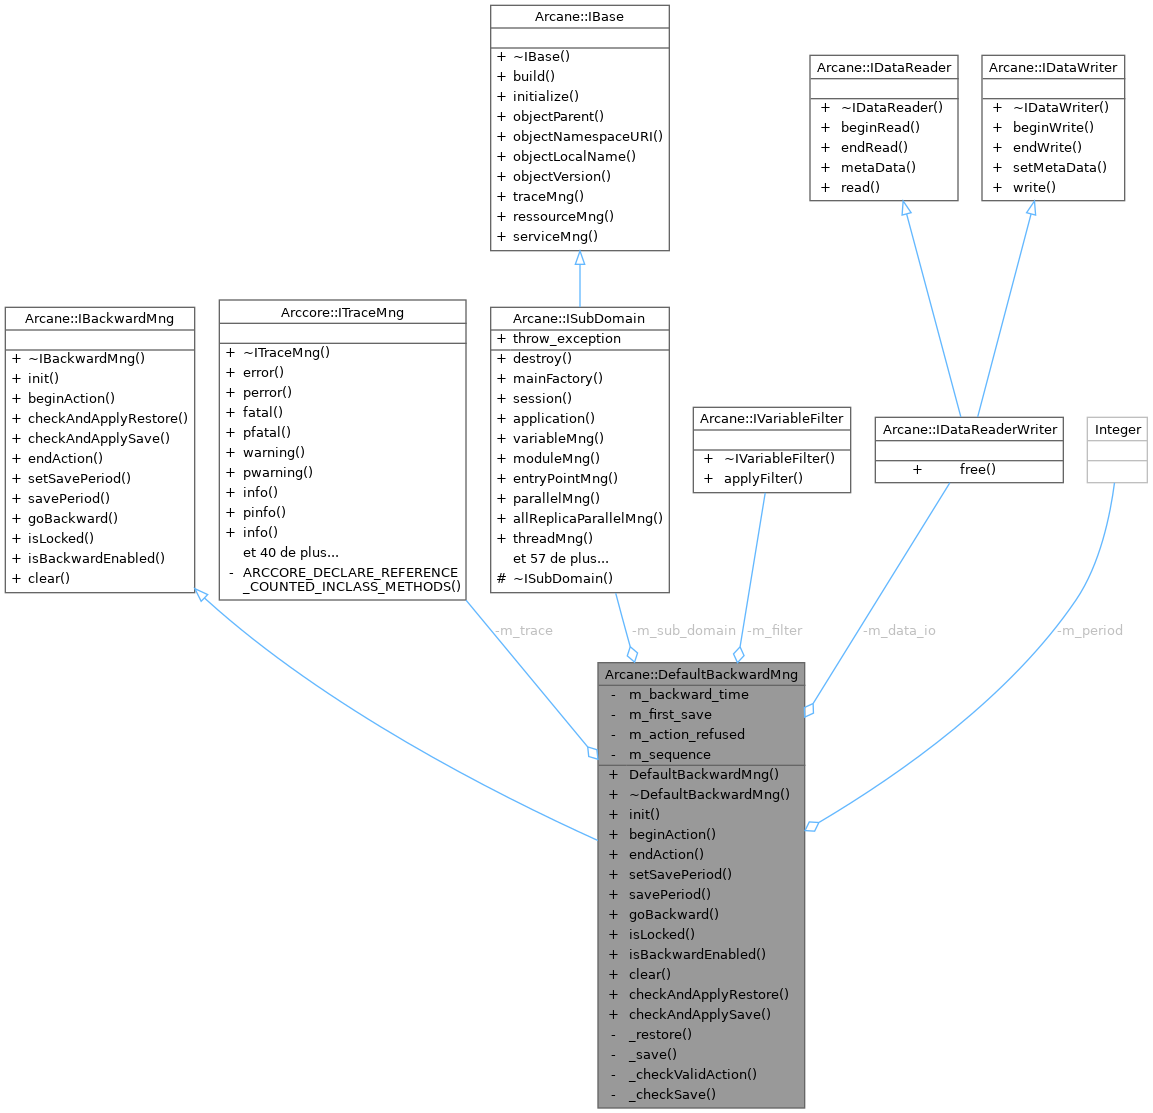 Arcane::IBase
+ ~IBase()
+ build()
+ initialize()
+ objectParent()
+ objectNamespaceURI()
+ objectLocalName()
+ objectVersion()
+ traceMng()
+ ressourceMng()
+ serviceMng()
Arcane::IDataReader
+ ~IDataReader()
+ beginRead()
+ endRead()
+ metaData()
+ read()
Arcane::IDataWriter
+ ~IDataWriter()
+ beginWrite()
+ endWrite()
+ setMetaData()
+ write()
Arcane::IBackwardMng
+ ~IBackwardMng()
+ init()
+ beginAction()
+ checkAndApplyRestore()
+ checkAndApplySave()
+ endAction()
+ setSavePeriod()
+ savePeriod()
+ goBackward()
+ isLocked()
+ isBackwardEnabled()
+ clear()
Arccore::ITraceMng
+ ~ITraceMng()
+ error()
+ perror()
+ fatal()
+ pfatal()
+ warning()
+ pwarning()
+ info()
+ pinfo()
+ info()
et 40 de plus...
- ARCCORE_DECLARE_REFERENCE
_COUNTED_INCLASS_METHODS()
Arcane::ISubDomain
+ throw_exception
+ destroy()
+ mainFactory()
+ session()
+ application()
+ variableMng()
+ moduleMng()
+ entryPointMng()
+ parallelMng()
+ allReplicaParallelMng()
+ threadMng()
et 57 de plus...
# ~ISubDomain()
Arcane::IVariableFilter
+ ~IVariableFilter()
+ applyFilter()
Arcane::IDataReaderWriter
+ free()
Integer
-m_trace
-m_sub_domain
-m_filter
-m_data_io
-m_period
Arcane::DefaultBackwardMng
- m_backward_time
- m_first_save
- m_action_refused
- m_sequence
+ DefaultBackwardMng()
+ ~DefaultBackwardMng()
+ init()
+ beginAction()
+ endAction()
+ setSavePeriod()
+ savePeriod()
+ goBackward()
+ isLocked()
+ isBackwardEnabled()
+ clear()
+ checkAndApplyRestore()
+ checkAndApplySave()
- _restore()
- _save()
- _checkValidAction()
- _checkSave()